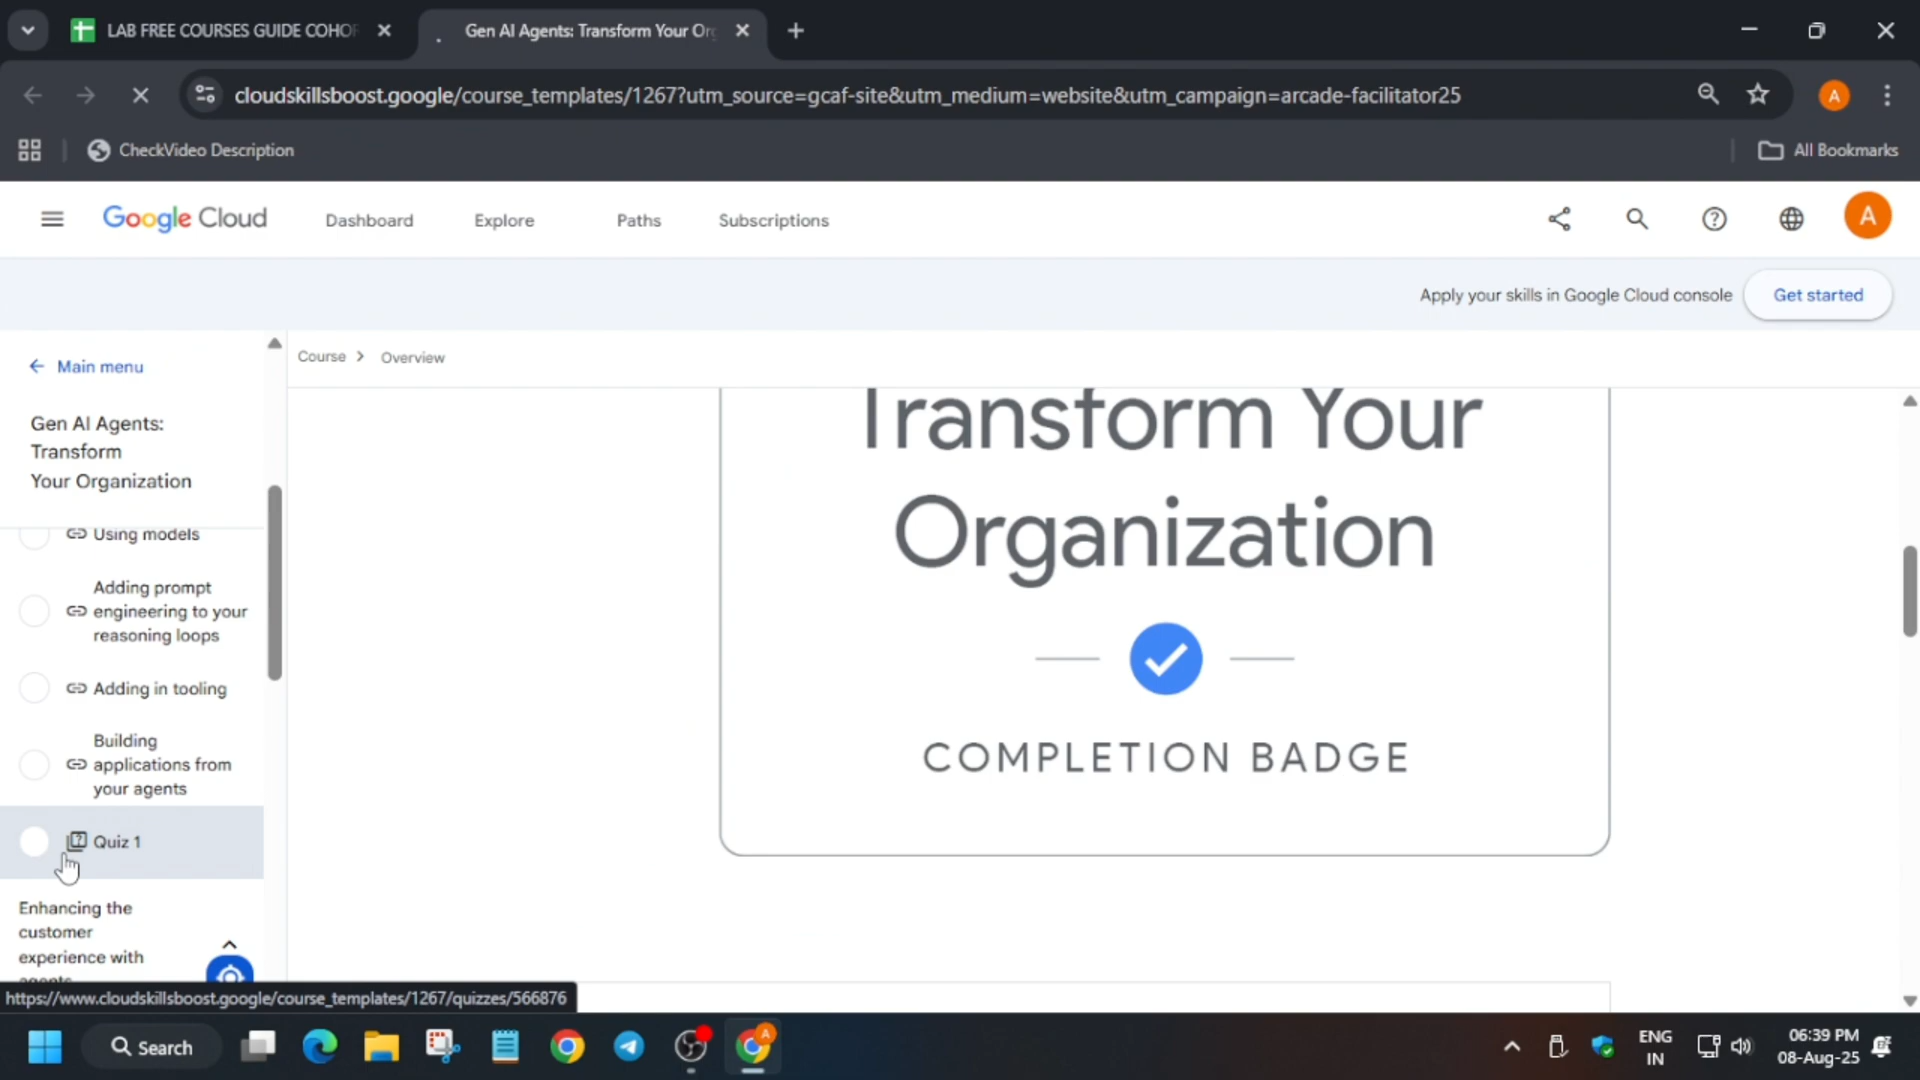 LAB FREE COURSES GUIDE COHOR
Gen AI Agents: Transform Your Org
cloudskillsboost.google/course_templates/1267?utm_source=gcaf-site&utm_medium=website&utm_campaign=arcade-facilitator25
A
CheckVideo Description
All Bookmarks
Google Cloud
Dashboard
Explore
Paths
Subscriptions
A
Apply your skills in Google Cloud console
Get started
Main menu
Course > Overview
Gen AI Agents:
Transform
Your Organization
Using models
Adding prompt
engineering to your
reasoning loops
Adding in tooling
Building
applications from
your agents
Quiz 1
Enhancing the
customer
experience with
agents
Transform Your
Organization
COMPLETION BADGE
https://www.cloudskillsboost.google/course_templates/1267/quizzes/566876
Search
A
ENG
IN
06:39 PM
08-Aug-25